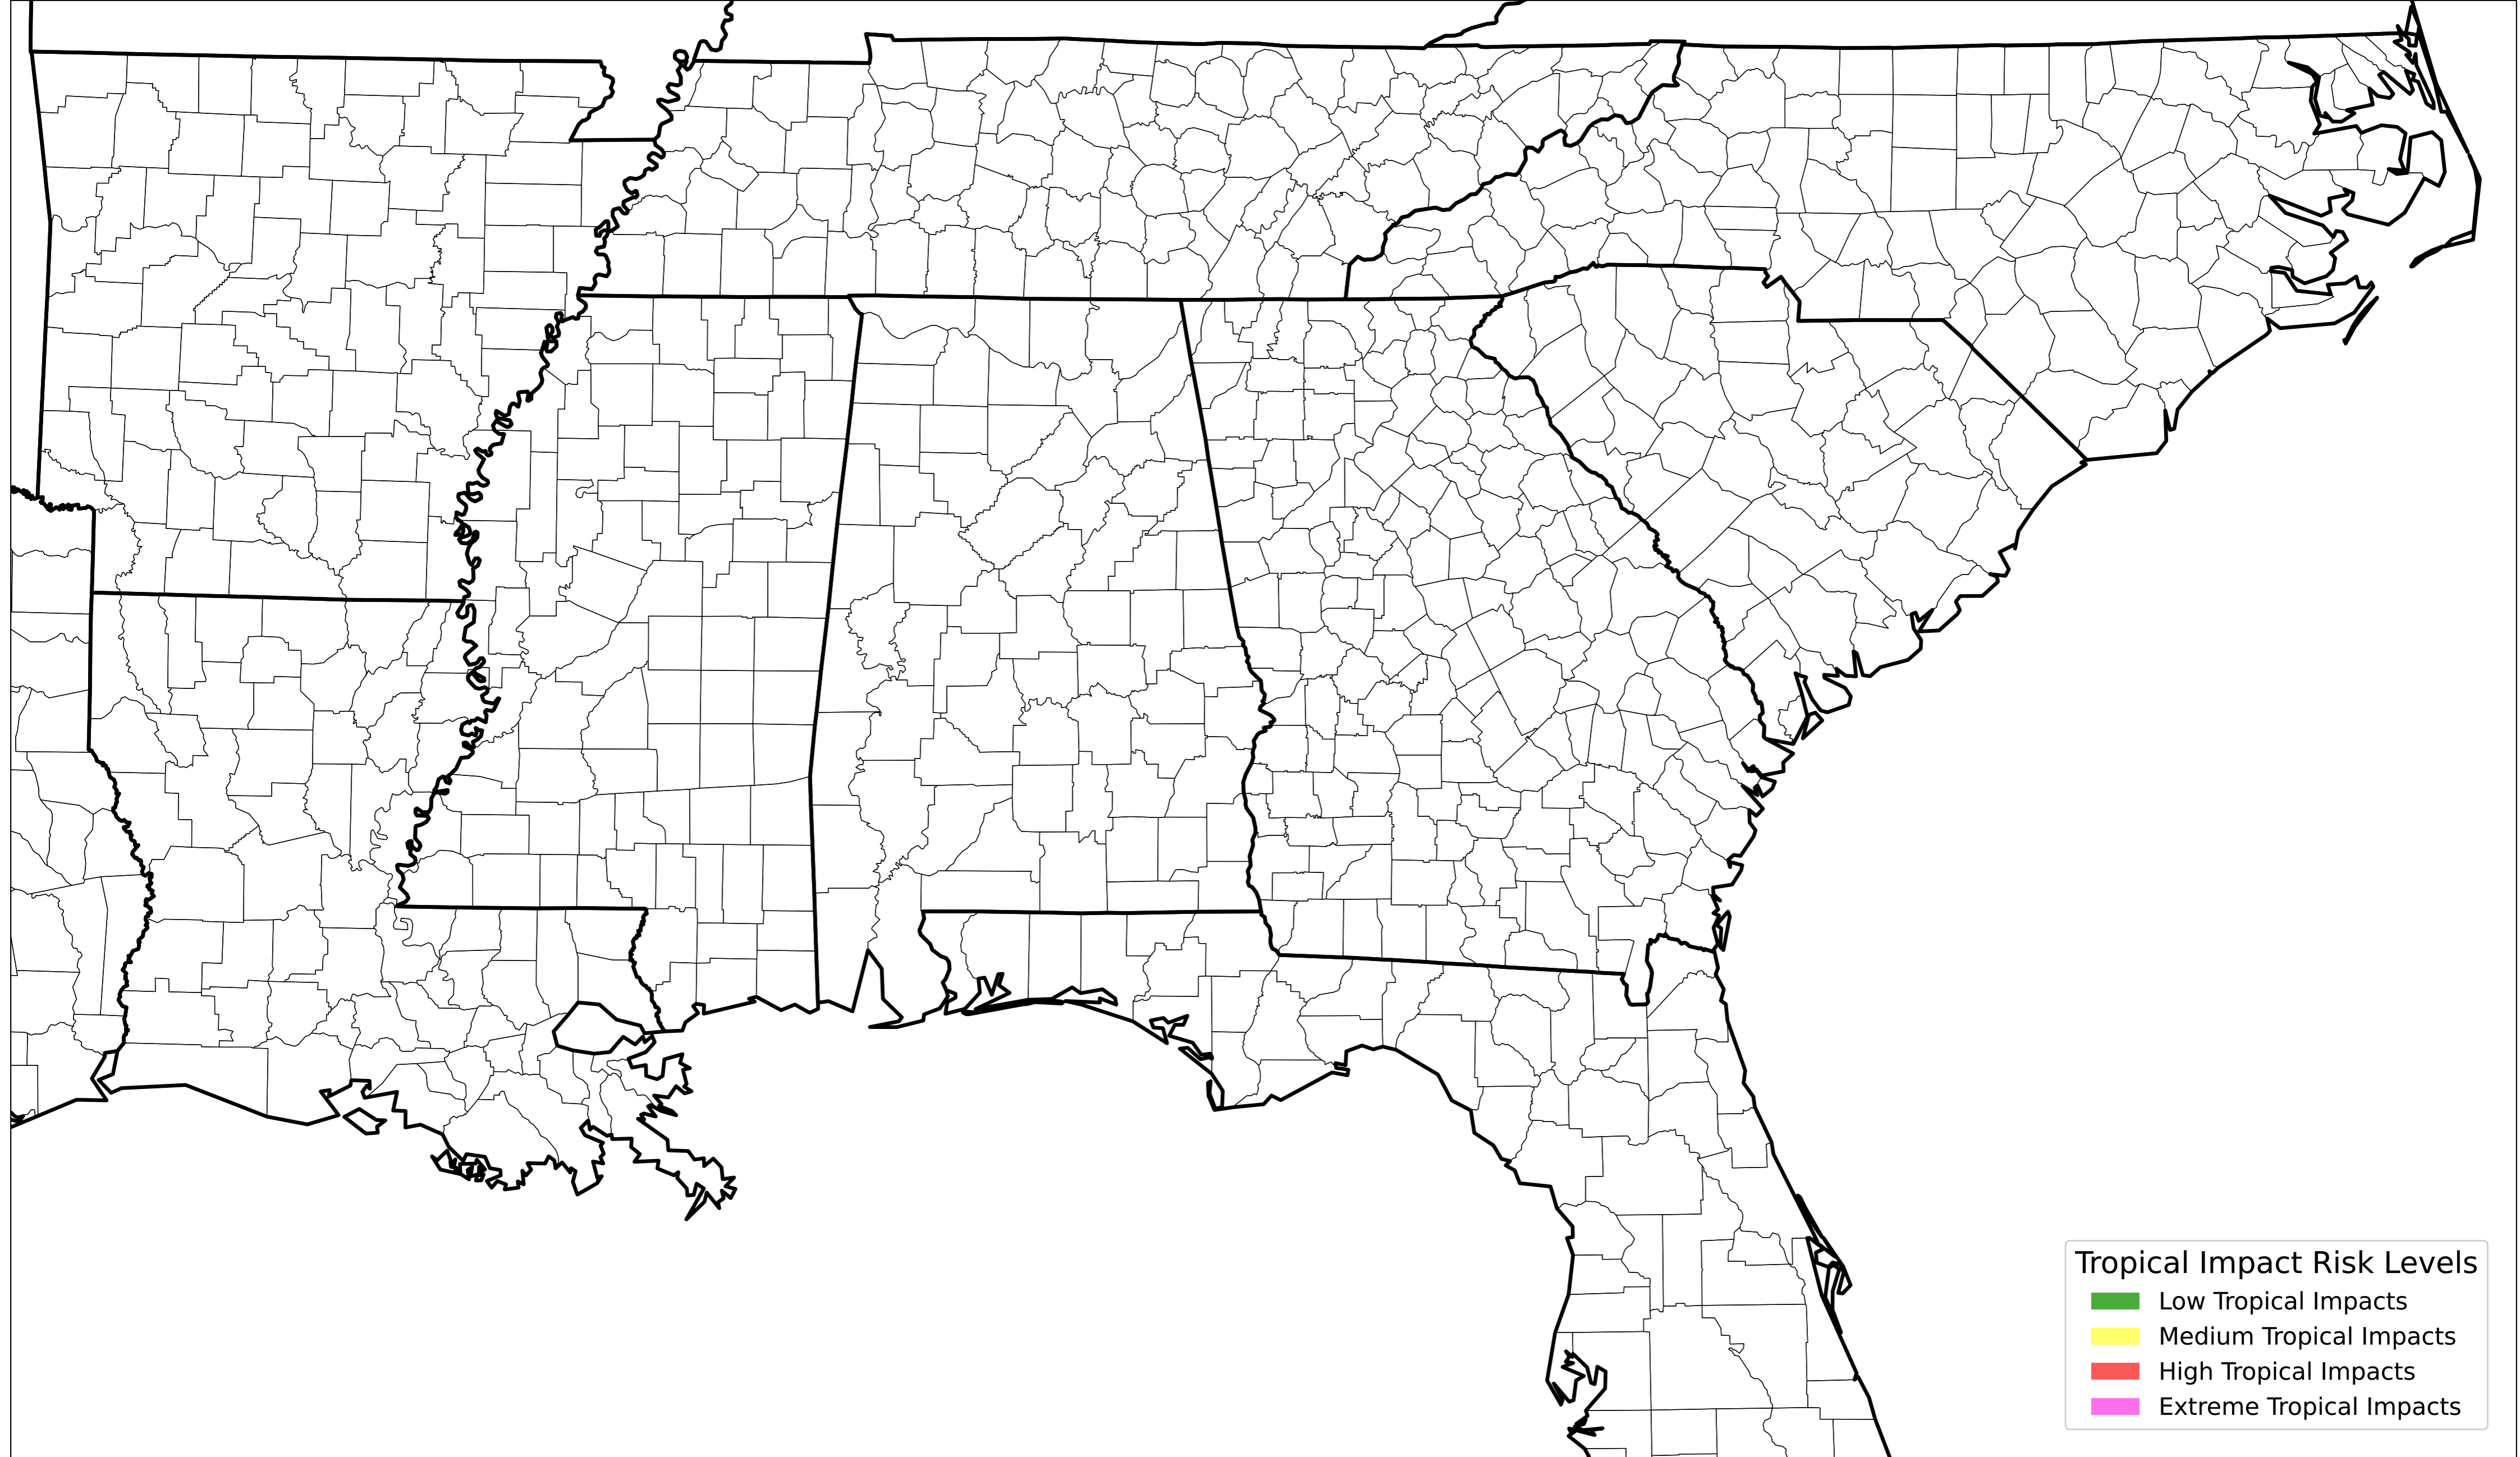 Tropical Impact Risk Levels
Low Tropical Impacts
Medium Tropical Impacts
High Tropical Impacts
Extreme Tropical Impacts